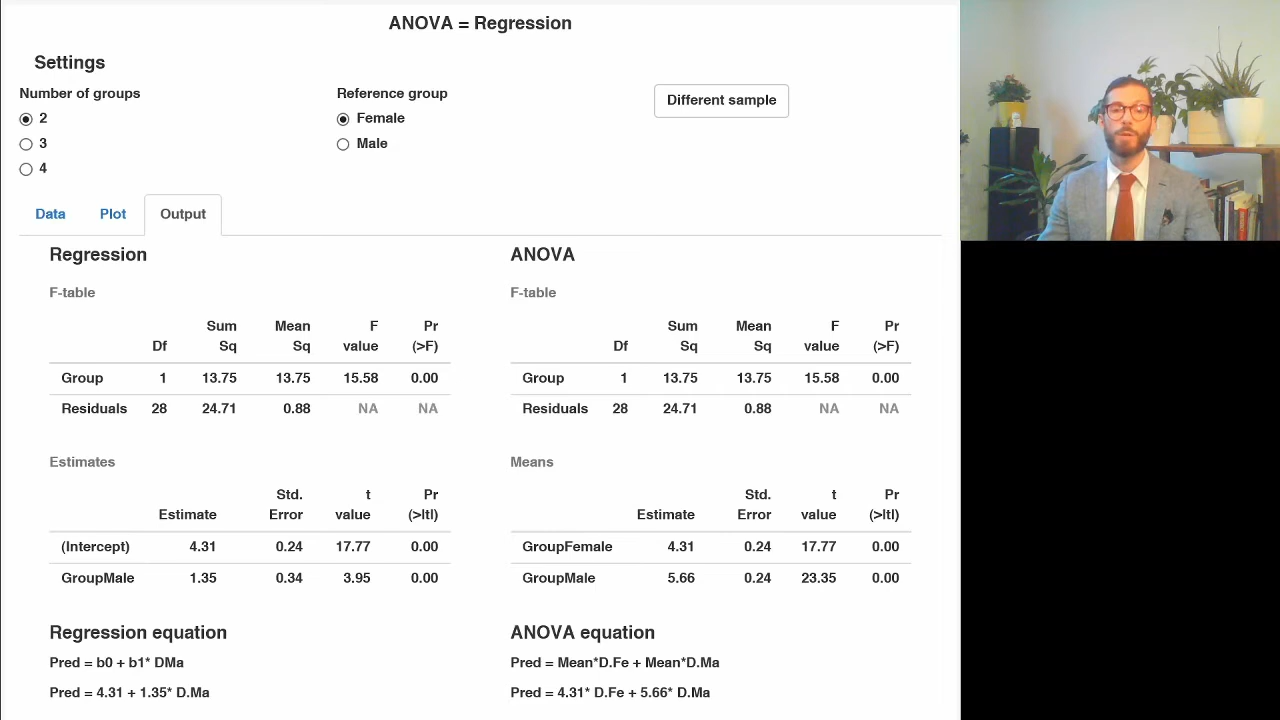 ANOVA = Regression
Settings
Number of groups
2
3
4
Reference group
Female
Male
Different sample
Data Plot Output
Regression
F-table
Df Sum Sq Mean Sq F value Pr (>F)
Group 1 13.75 13.75 15.58 0.00
Residuals 28 24.71 0.88 NA NA
Estimates
Estimate Std. Error t value Pr (>|t|)
(Intercept) 4.31 0.24 17.77 0.00
GroupMale 1.35 0.34 3.95 0.00
Regression equation
Pred = b0 + b1* DMa
Pred = 4.31 + 1.35* D.Ma
ANOVA
F-table
Df Sum Sq Mean Sq F value Pr (>F)
Group 1 13.75 13.75 15.58 0.00
Residuals 28 24.71 0.88 NA NA
Means
Estimate Std. Error t value Pr (>|t|)
GroupFemale 4.31 0.24 17.77 0.00
GroupMale 5.66 0.24 23.35 0.00
ANOVA equation
Pred = Mean*D.Fe + Mean*D.Ma
Pred = 4.31* D.Fe + 5.66* D.Ma